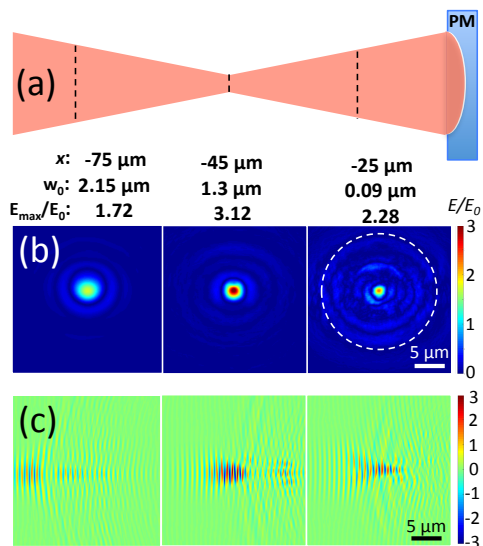 PM
(a)
x: -75 µm -45 µm -25 µm
w₀: 2.15 µm 1.3 µm 0.09 µm
Eₘₐₓ/E₀: 1.72 3.12 2.28 E/E₀
(b)
3
2
1
0
5 µm
(c)
3
2
1
0
-1
-2
-3
5 µm